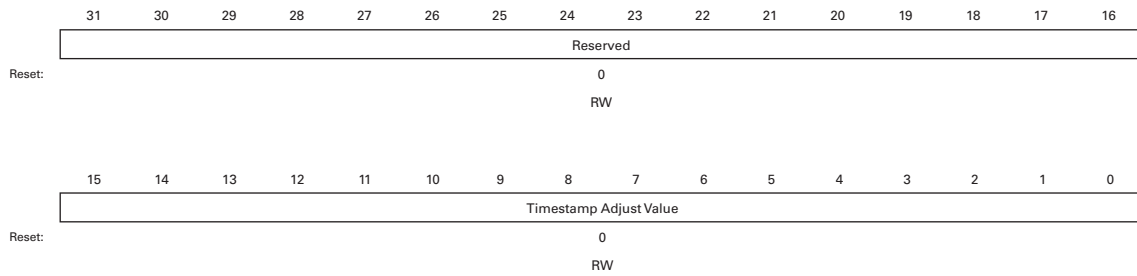 31 30 29 28 27 26 25 24 23 22 21 20 19 18 17 16
Reserved
Reset: 0
RW
15 14 13 12 11 10 9 8 7 6 5 4 3 2 1 0
Timestamp Adjust Value
Reset: 0
RW